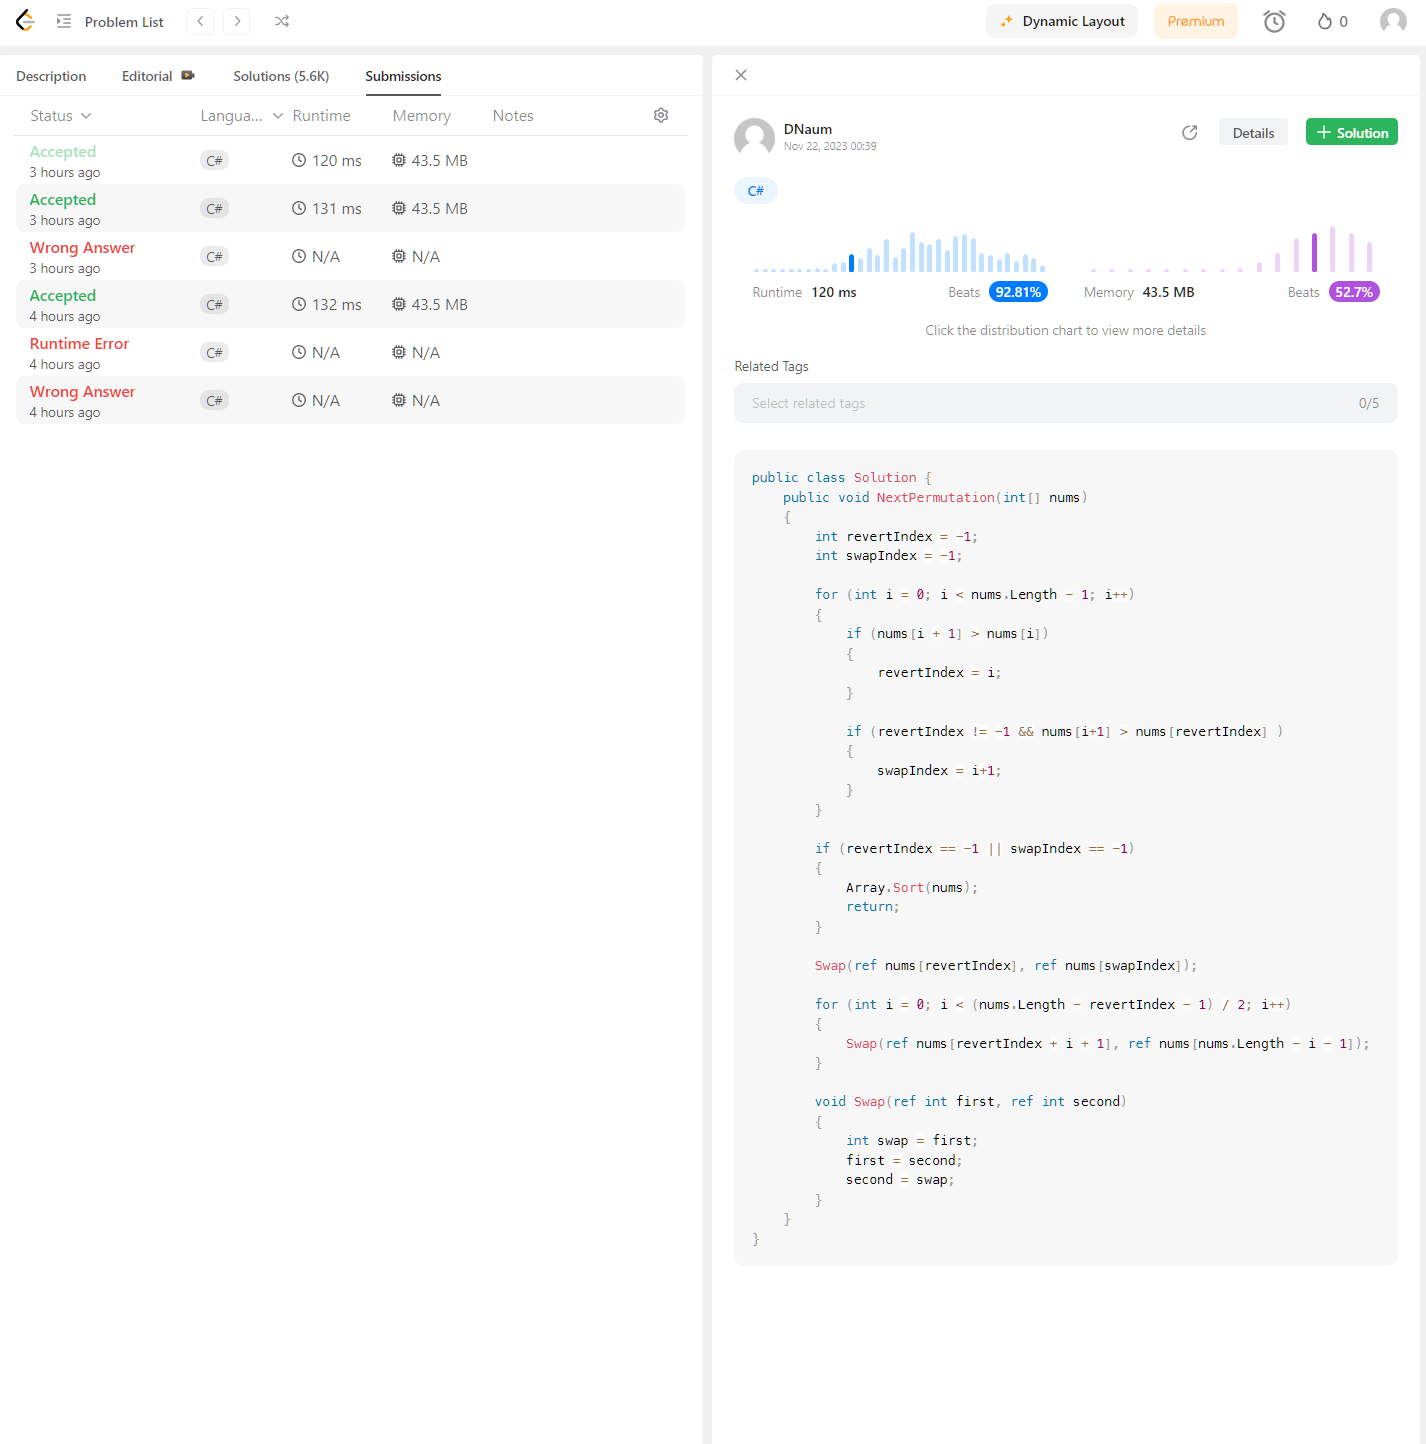 Problem List
Dynamic Layout
Premium
0
Description
Editorial
Solutions (5.6K)
Submissions
Status
Langua...
Runtime
Memory
Notes
Accepted
3 hours ago
C#
120 ms
43.5 MB
Accepted
3 hours ago
C#
131 ms
43.5 MB
Wrong Answer
3 hours ago
C#
N/A
N/A
Accepted
4 hours ago
C#
132 ms
43.5 MB
Runtime Error
4 hours ago
C#
N/A
N/A
Wrong Answer
4 hours ago
C#
N/A
N/A
DNaum
Nov 22, 2023 00:39
Details
+ Solution
C#
Runtime 120 ms
Beats 92.81%
Memory 43.5 MB
Beats 52.7%
Click the distribution chart to view more details
Related Tags
Select related tags
0/5
public class Solution {
    public void NextPermutation(int[] nums)
    {
        int revertIndex = -1;
        int swapIndex = -1;

        for (int i = 0; i < nums.Length - 1; i++)
        {
            if (nums[i + 1] > nums[i])
            {
                revertIndex = i;
            }

            if (revertIndex != -1 && nums[i+1] > nums[revertIndex] )
            {
                swapIndex = i+1;
            }
        }

        if (revertIndex == -1 || swapIndex == -1)
        {
            Array.Sort(nums);
            return;
        }

        Swap(ref nums[revertIndex], ref nums[swapIndex]);

        for (int i = 0; i < (nums.Length - revertIndex - 1) / 2; i++)
        {
            Swap(ref nums[revertIndex + i + 1], ref nums[nums.Length - i - 1]);
        }

        void Swap(ref int first, ref int second)
        {
            int swap = first;
            first = second;
            second = swap;
        }
    }
}